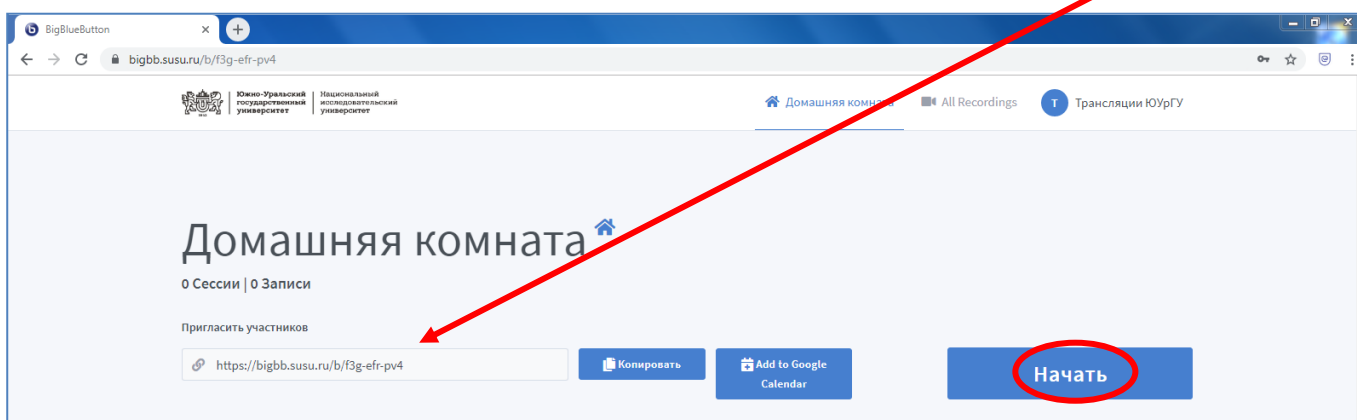 BigBlueButton
bigbb.susu.ru/b/f3g-efr-pv4
Южно-Уральский
государственный
университет
Национальный
исследовательский
университет
Домашняя комната
All Recordings
Т
Трансляции ЮУрГУ
Домашняя комната
0 Сессии | 0 Записи
Пригласить участников
https://bigbb.susu.ru/b/f3g-efr-pv4
Копировать
Add to Google
Calendar
Начать